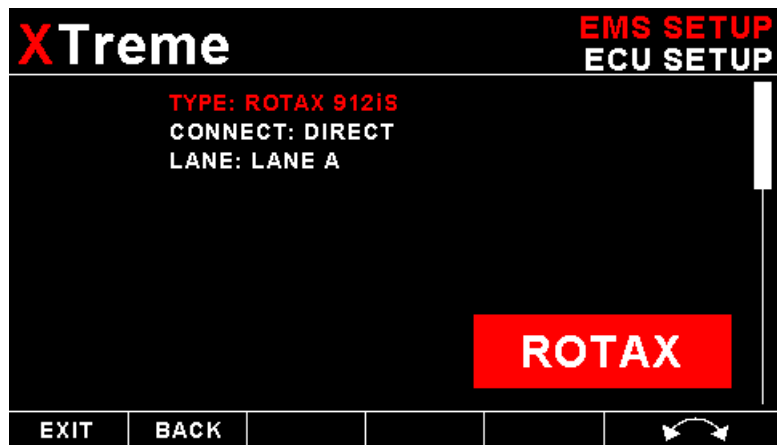 XTreme
EMS SETUP
ECU SETUP
TYPE: ROTAX 912iS
CONNECT: DIRECT
LANE: LANE A
ROTAX
EXIT
BACK